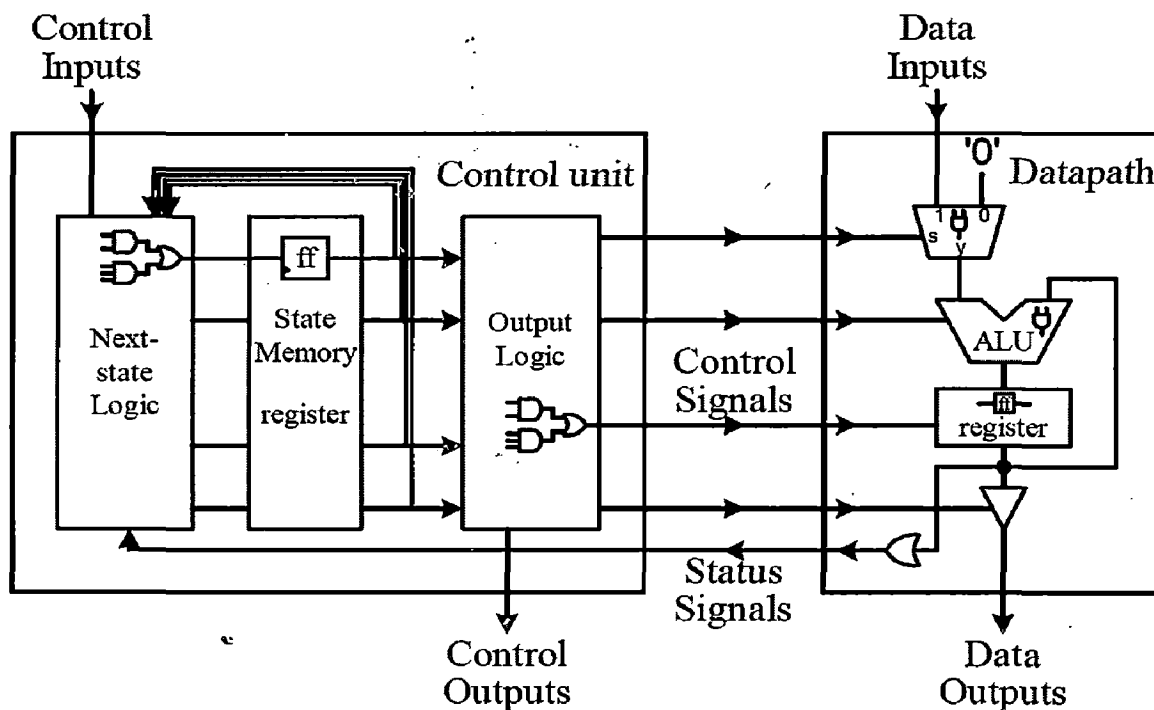 Control
Inputs
Data
Inputs
Control unit
'0'
Datapath
1 0
s
y
ff
ff
Next-
state
Logic
State
Memory
register
Output
Logic
ALU
register
Control
Signals
Status
Signals
Control
Outputs
Data
Outputs